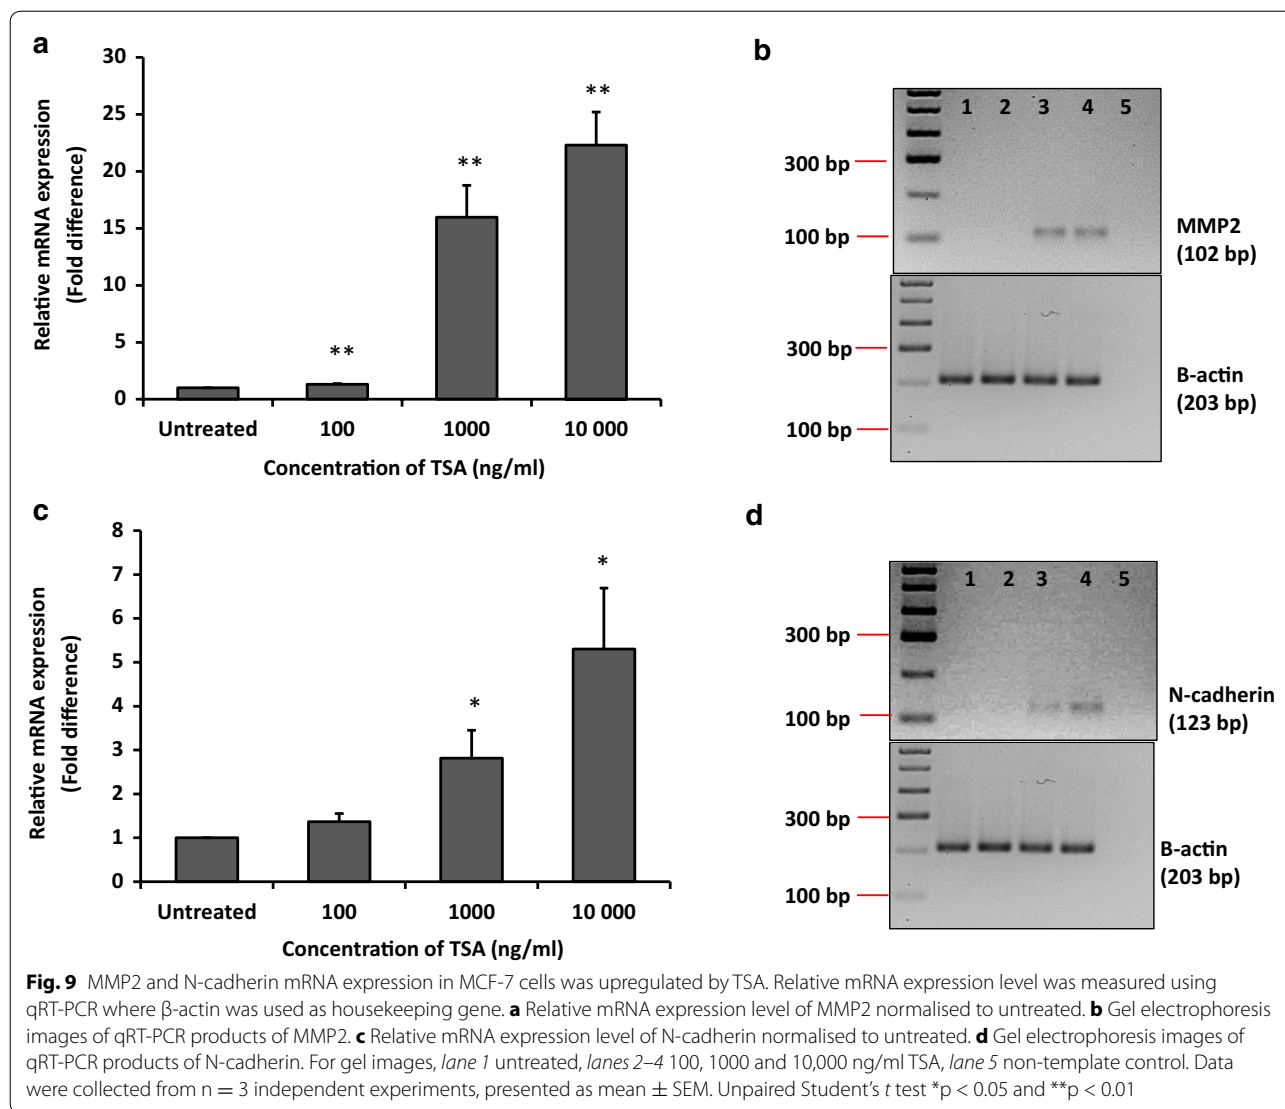 a
30
25
20
15
10
5
0
Relative mRNA expression
(Fold difference)
**
**
**
Untreated 100 1000 10 000
Concentration of TSA (ng/ml)
b
1 2 3 4 5
300 bp
100 bp
MMP2
(102 bp)
300 bp
100 bp
B-actin
(203 bp)
c
8
7
6
5
4
3
2
1
0
Relative mRNA expression
(Fold difference)
*
*
Untreated 100 1000 10 000
Concentration of TSA (ng/ml)
d
1 2 3 4 5
300 bp
100 bp
N-cadherin
(123 bp)
300 bp
100 bp
B-actin
(203 bp)
Fig. 9 MMP2 and N-cadherin mRNA expression in MCF-7 cells was upregulated by TSA. Relative mRNA expression level was measured using
qRT-PCR where β-actin was used as housekeeping gene. a Relative mRNA expression level of MMP2 normalised to untreated. b Gel electrophoresis
images of qRT-PCR products of MMP2. c Relative mRNA expression level of N-cadherin normalised to untreated. d Gel electrophoresis images of
qRT-PCR products of N-cadherin. For gel images, lane 1 untreated, lanes 2–4 100, 1000 and 10,000 ng/ml TSA, lane 5 non-template control. Data
were collected from n = 3 independent experiments, presented as mean ± SEM. Unpaired Student's t test *p < 0.05 and **p < 0.01